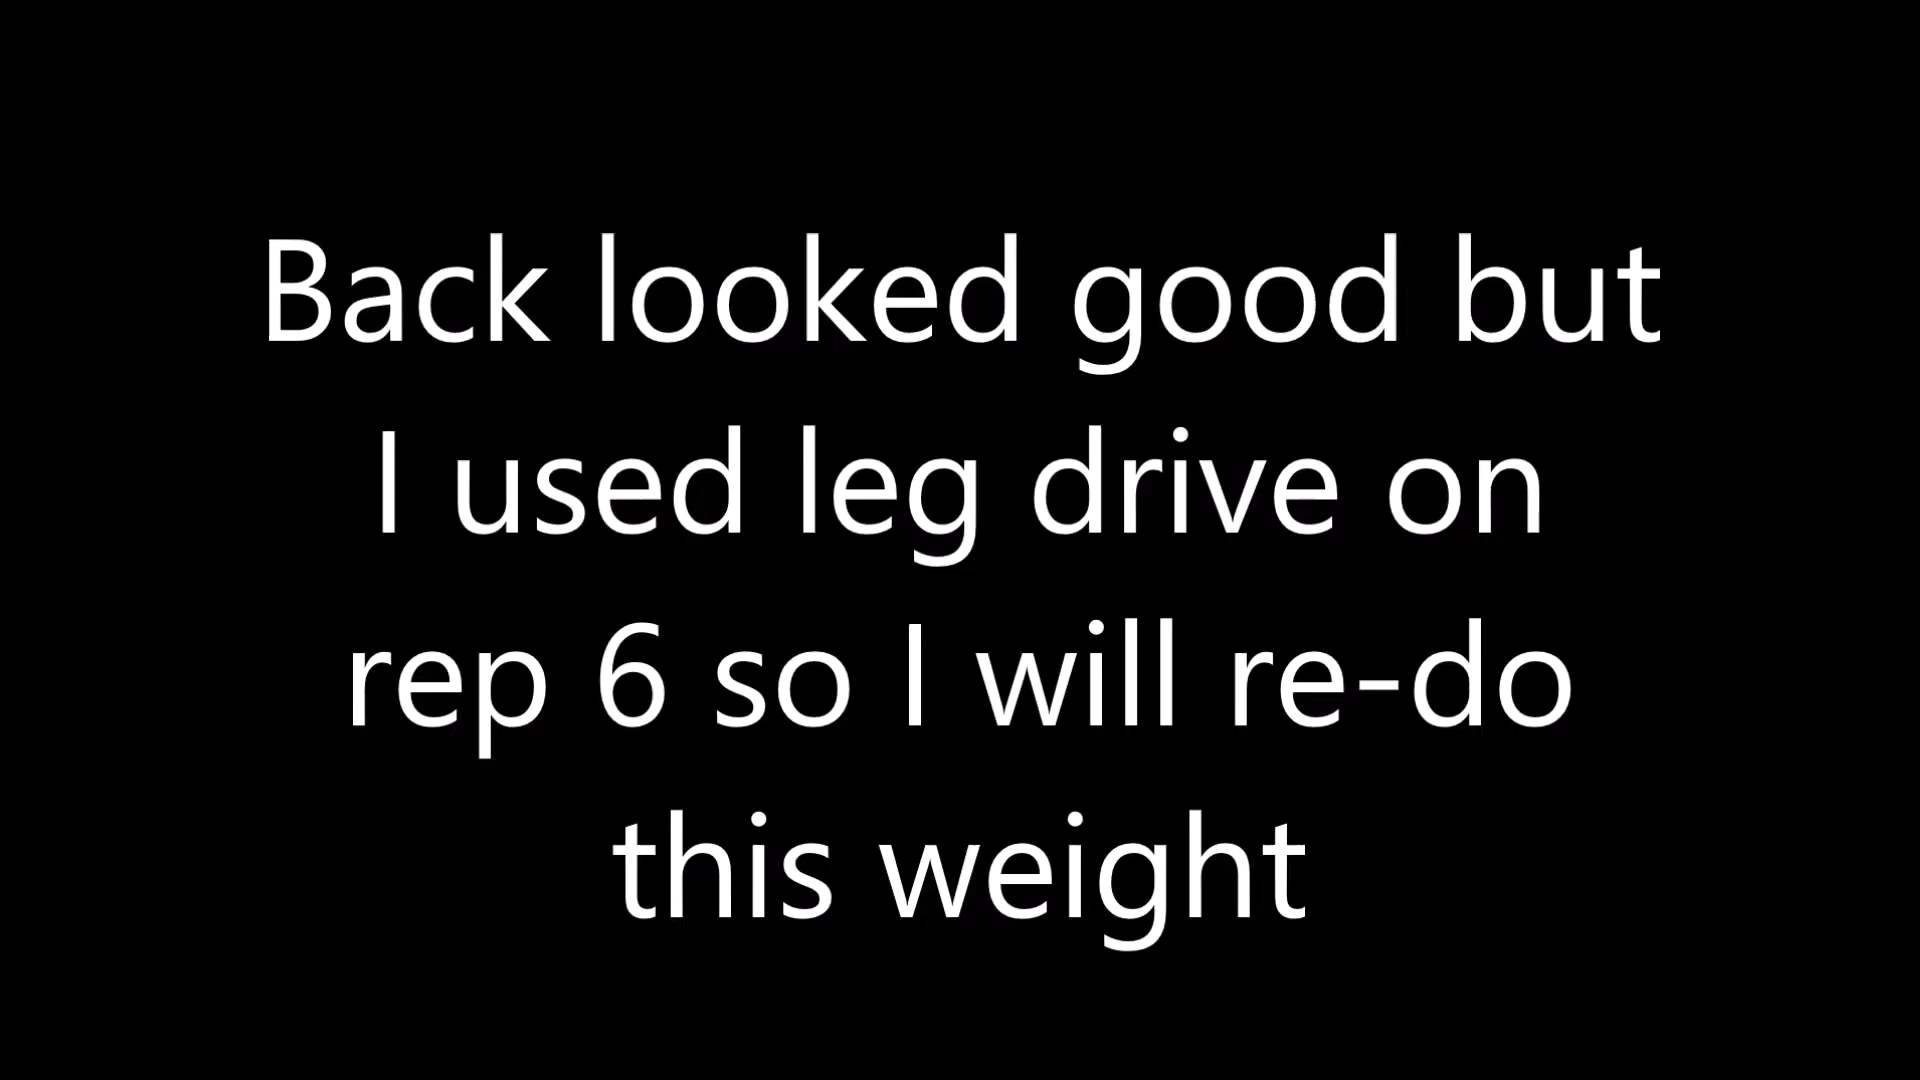 Back looked good but
I used leg drive on
rep 6 so I will re-do
this weight